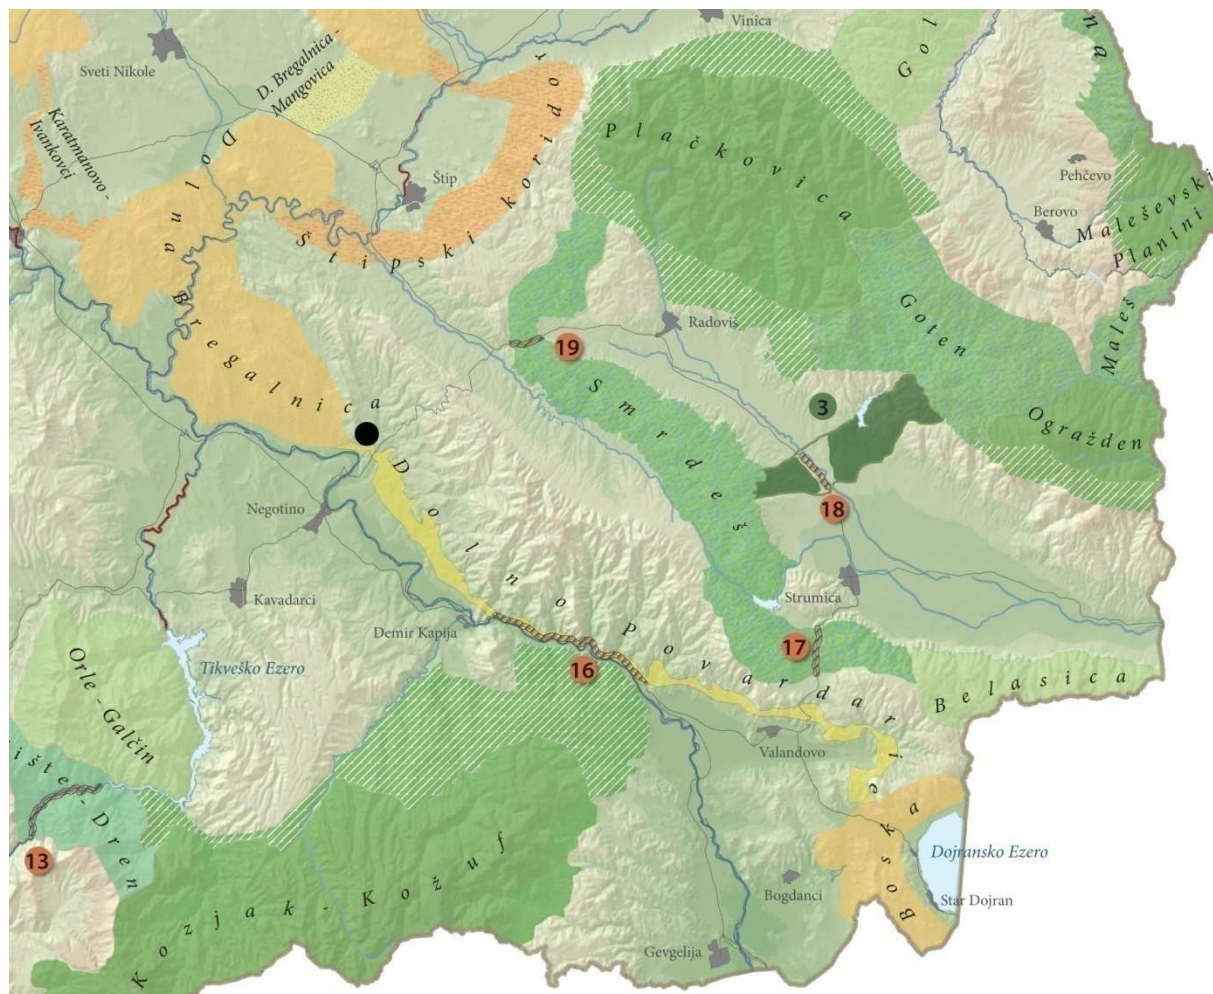 Vinica
Sveti Nikole
D. Bregalnica -
Mangovica
Gol
na
Karatmanovo -
Ivankovci
Plačkovica
Štip
Štipski koridor
Pehčevo
Berovo
Maleševski
Planini
Dolna Bregalnica
Goten
Maleš
Radoviš
19
Smrdeš
3
Ogražden
18
Negotino
Dolno Povardarie
Kavadarci
Demir Kapija
Strumica
17
16
Orle - Galčin
Tikveško Ezero
Belasica
Valandovo
ište - Dren
13
Kozjak - Kožuf
Boska
Dojransko Ezero
Bogdanci
Star Dojran
Gevgelija